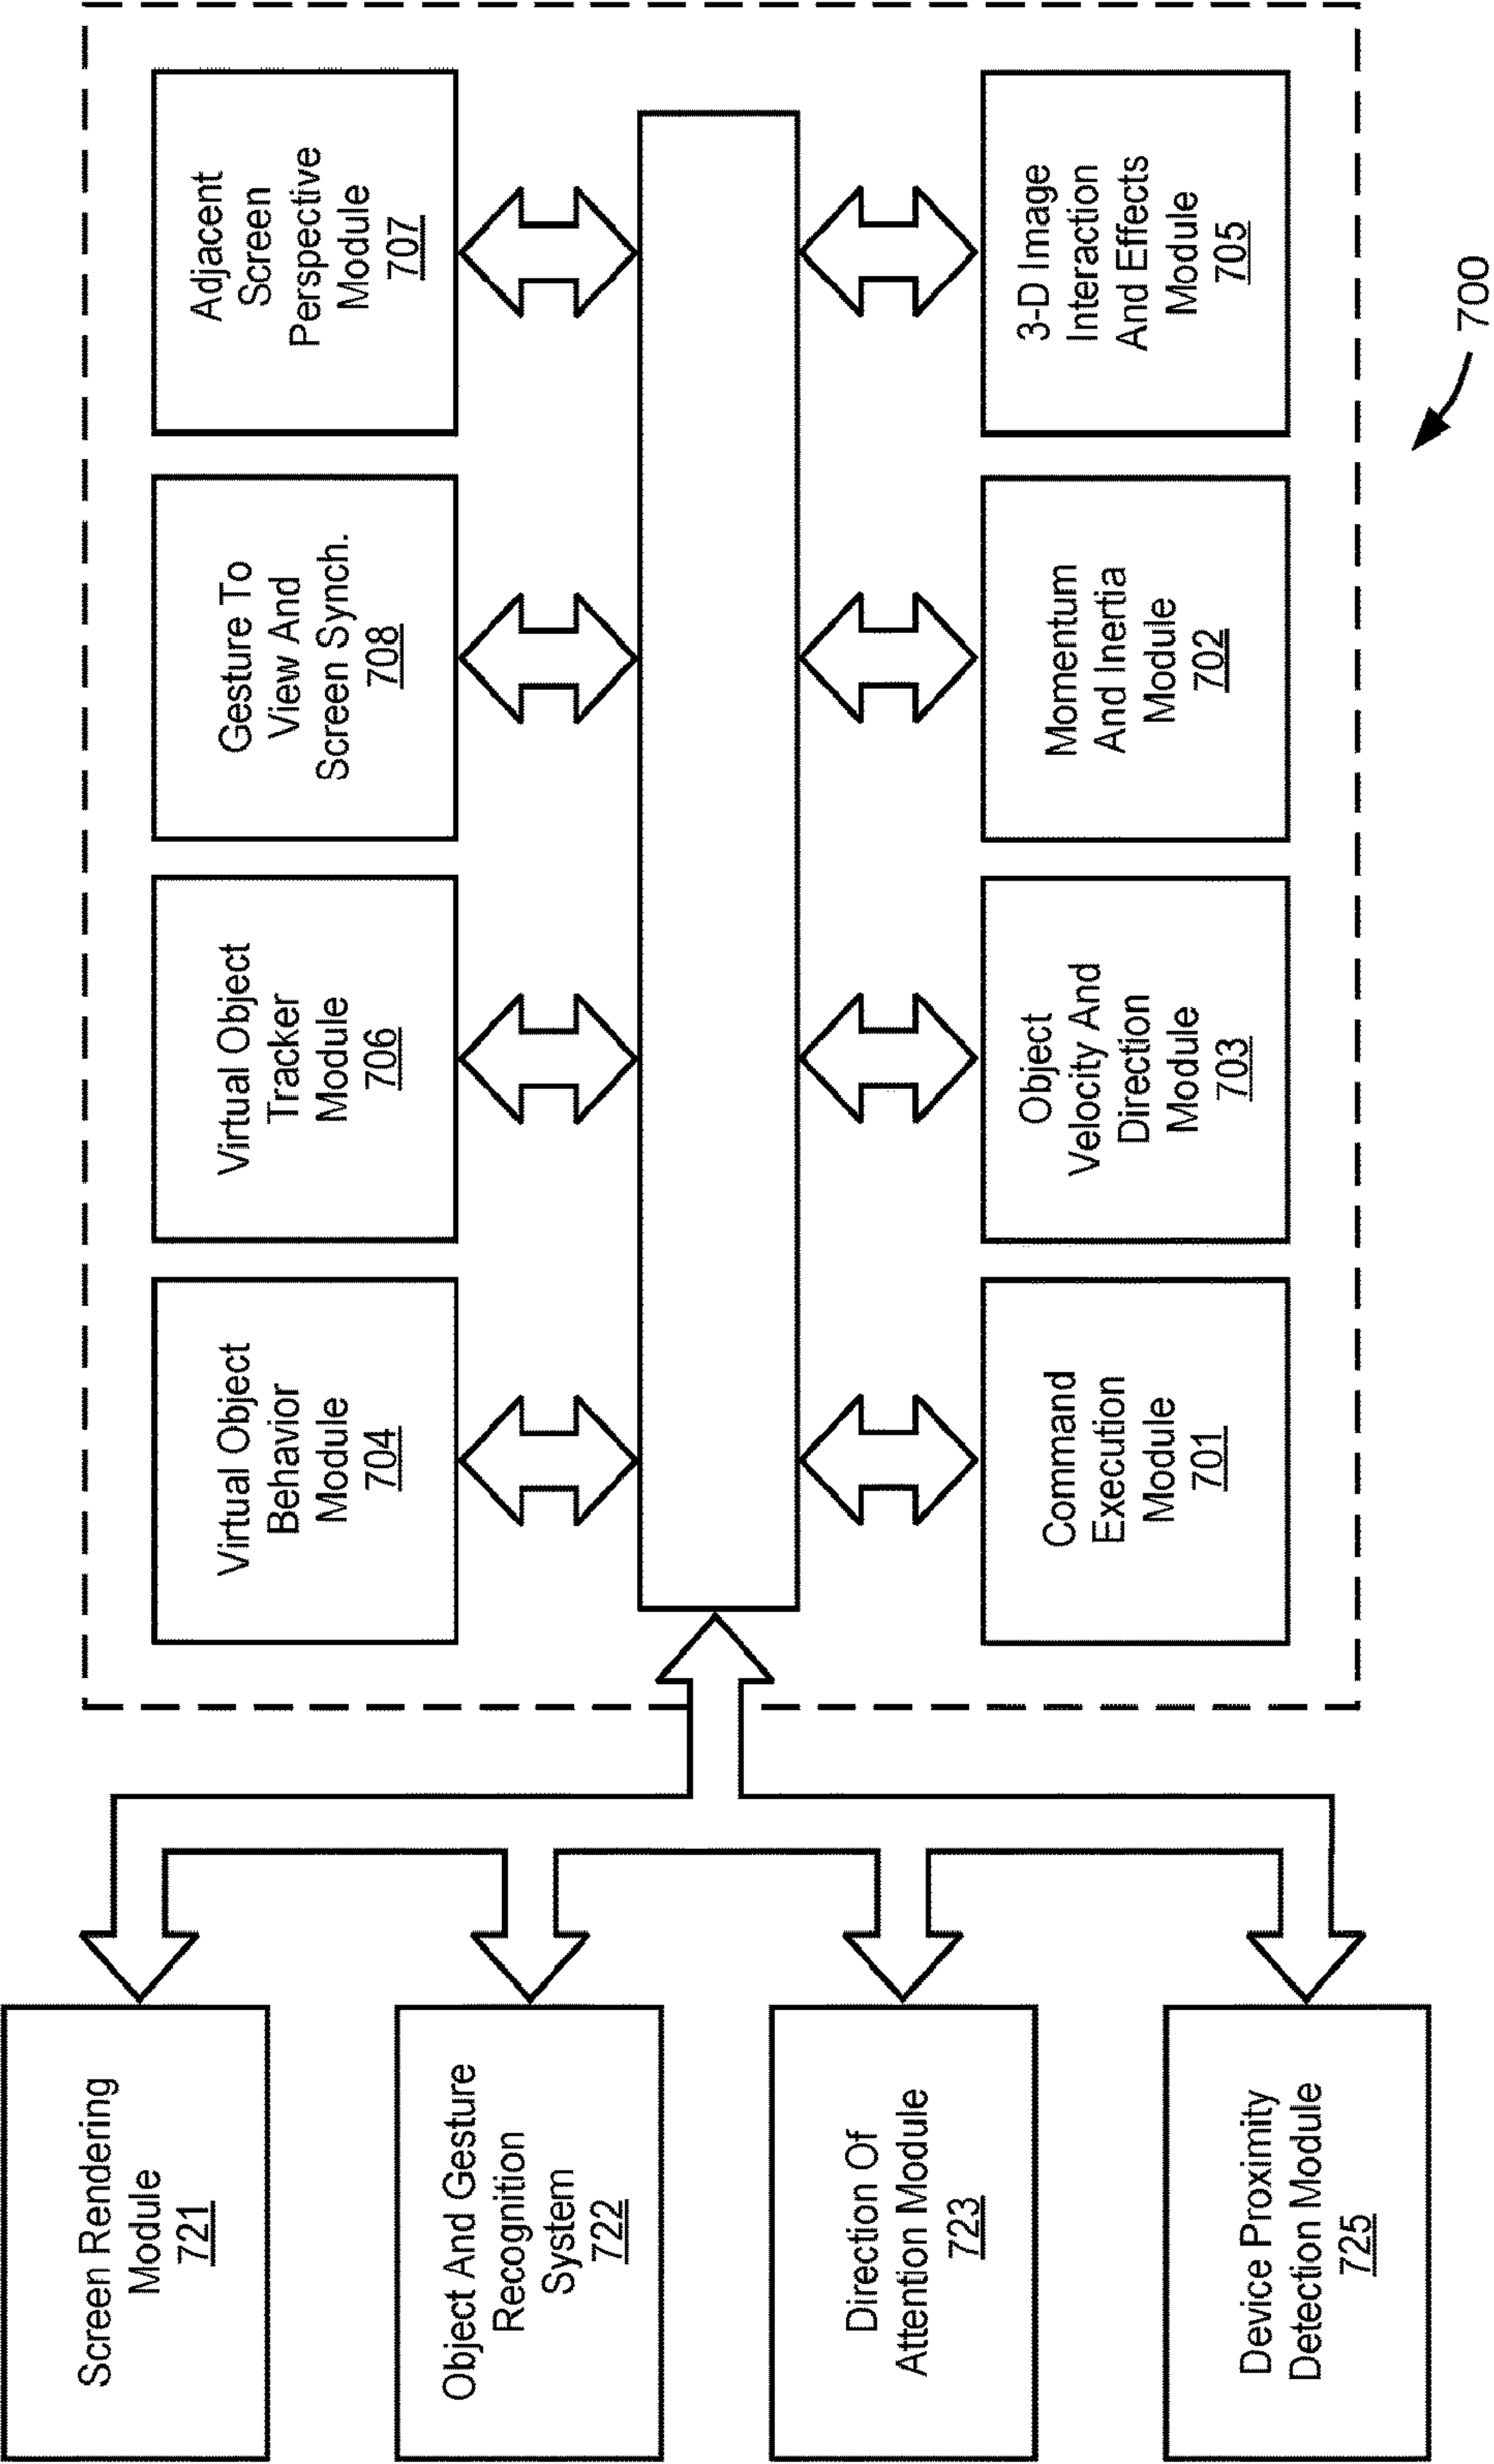 Screen Rendering
Module
721
Object And Gesture
Recognition
System
722
Direction Of
Attention Module
723
Device Proximity
Detection Module
725
Virtual Object
Behavior
Module
704
Virtual Object
Tracker
Module
706
Gesture To
View And
Screen Synch.
708
Adjacent
Screen
Perspective
Module
707
Command
Execution
Module
701
Object
Velocity And
Direction
Module
703
Momentum
And Inertia
Module
702
3-D Image
Interaction
And Effects
Module
705
700